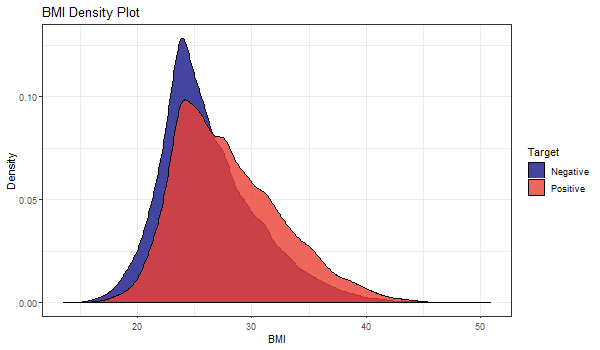 BMI Density Plot
0.10
0.05
0.00
Density
20 30 40 50
BMI
Target
Negative
Positive